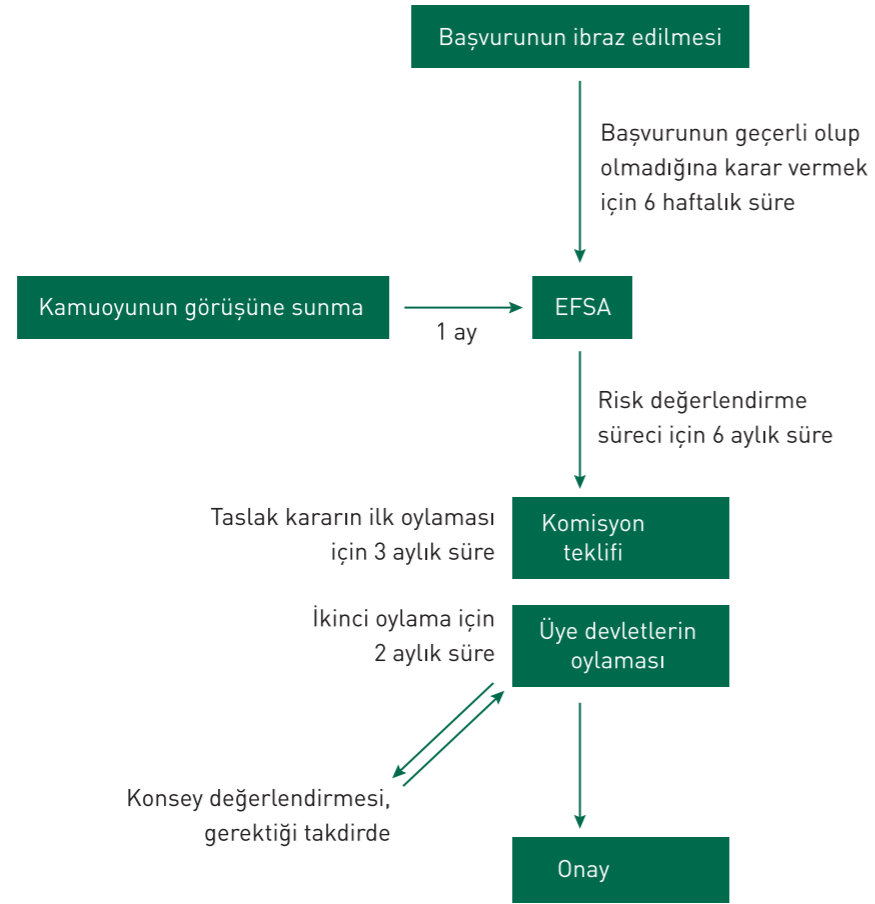 Başvurunun ibraz edilmesi
Başvurunun geçerli olup
olmadığına karar vermek
için 6 haftalık süre
Kamuoyunun görüşüne sunma
1 ay
EFSA
Risk değerlendirme
süreci için 6 aylık süre
Taslak kararın ilk oylaması
için 3 aylık süre
Komisyon
teklifi
İkinci oylama için
2 aylık süre
Üye devletlerin
oylaması
Konsey değerlendirmesi,
gerektiği takdirde
Onay